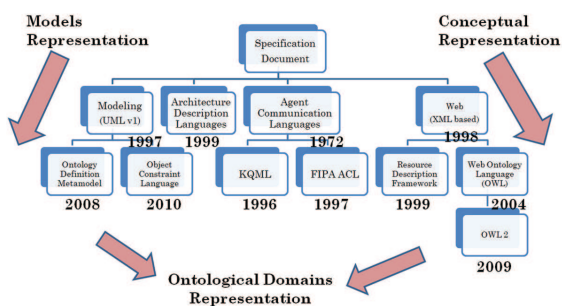 Models
Representation
Conceptual
Representation
Specification
Document
Modeling
(UML v1)
1997
Architecture
Description
Languages
1999
Agent
Communication
Languages
1972
Web
(XML based)
1998
Ontology
Definition
Metamodel
2008
Object
Constraint
Language
2010
KQML
1996
FIPA ACL
1997
Resource
Description
Framework
1999
Web Ontology
Language
(OWL)
2004
OWL 2
2009
Ontological Domains
Representation